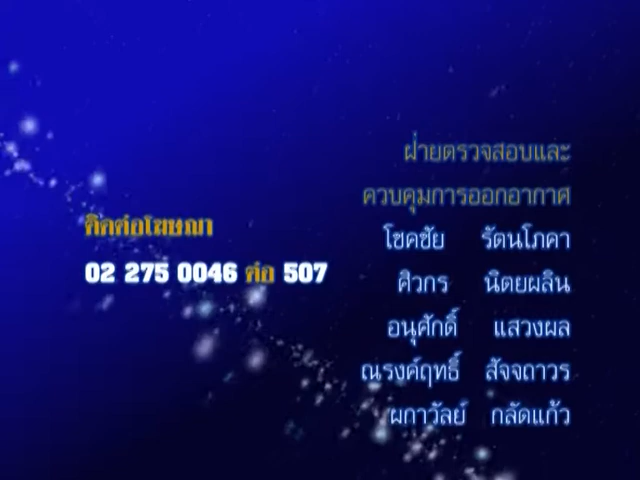 ติดต่อโฆษณา
02 275 0046 ต่อ 507
ฝ่ายตรวจสอบและ
ควบคุมการออกอากาศ
โชคชัย รัตนโภคา
ศิวกร นิตยผลิน
อนุศักดิ์ แสวงผล
ณรงค์ฤทธิ์ สัจจถาวร
ผกาวัลย์ กลัดแก้ว